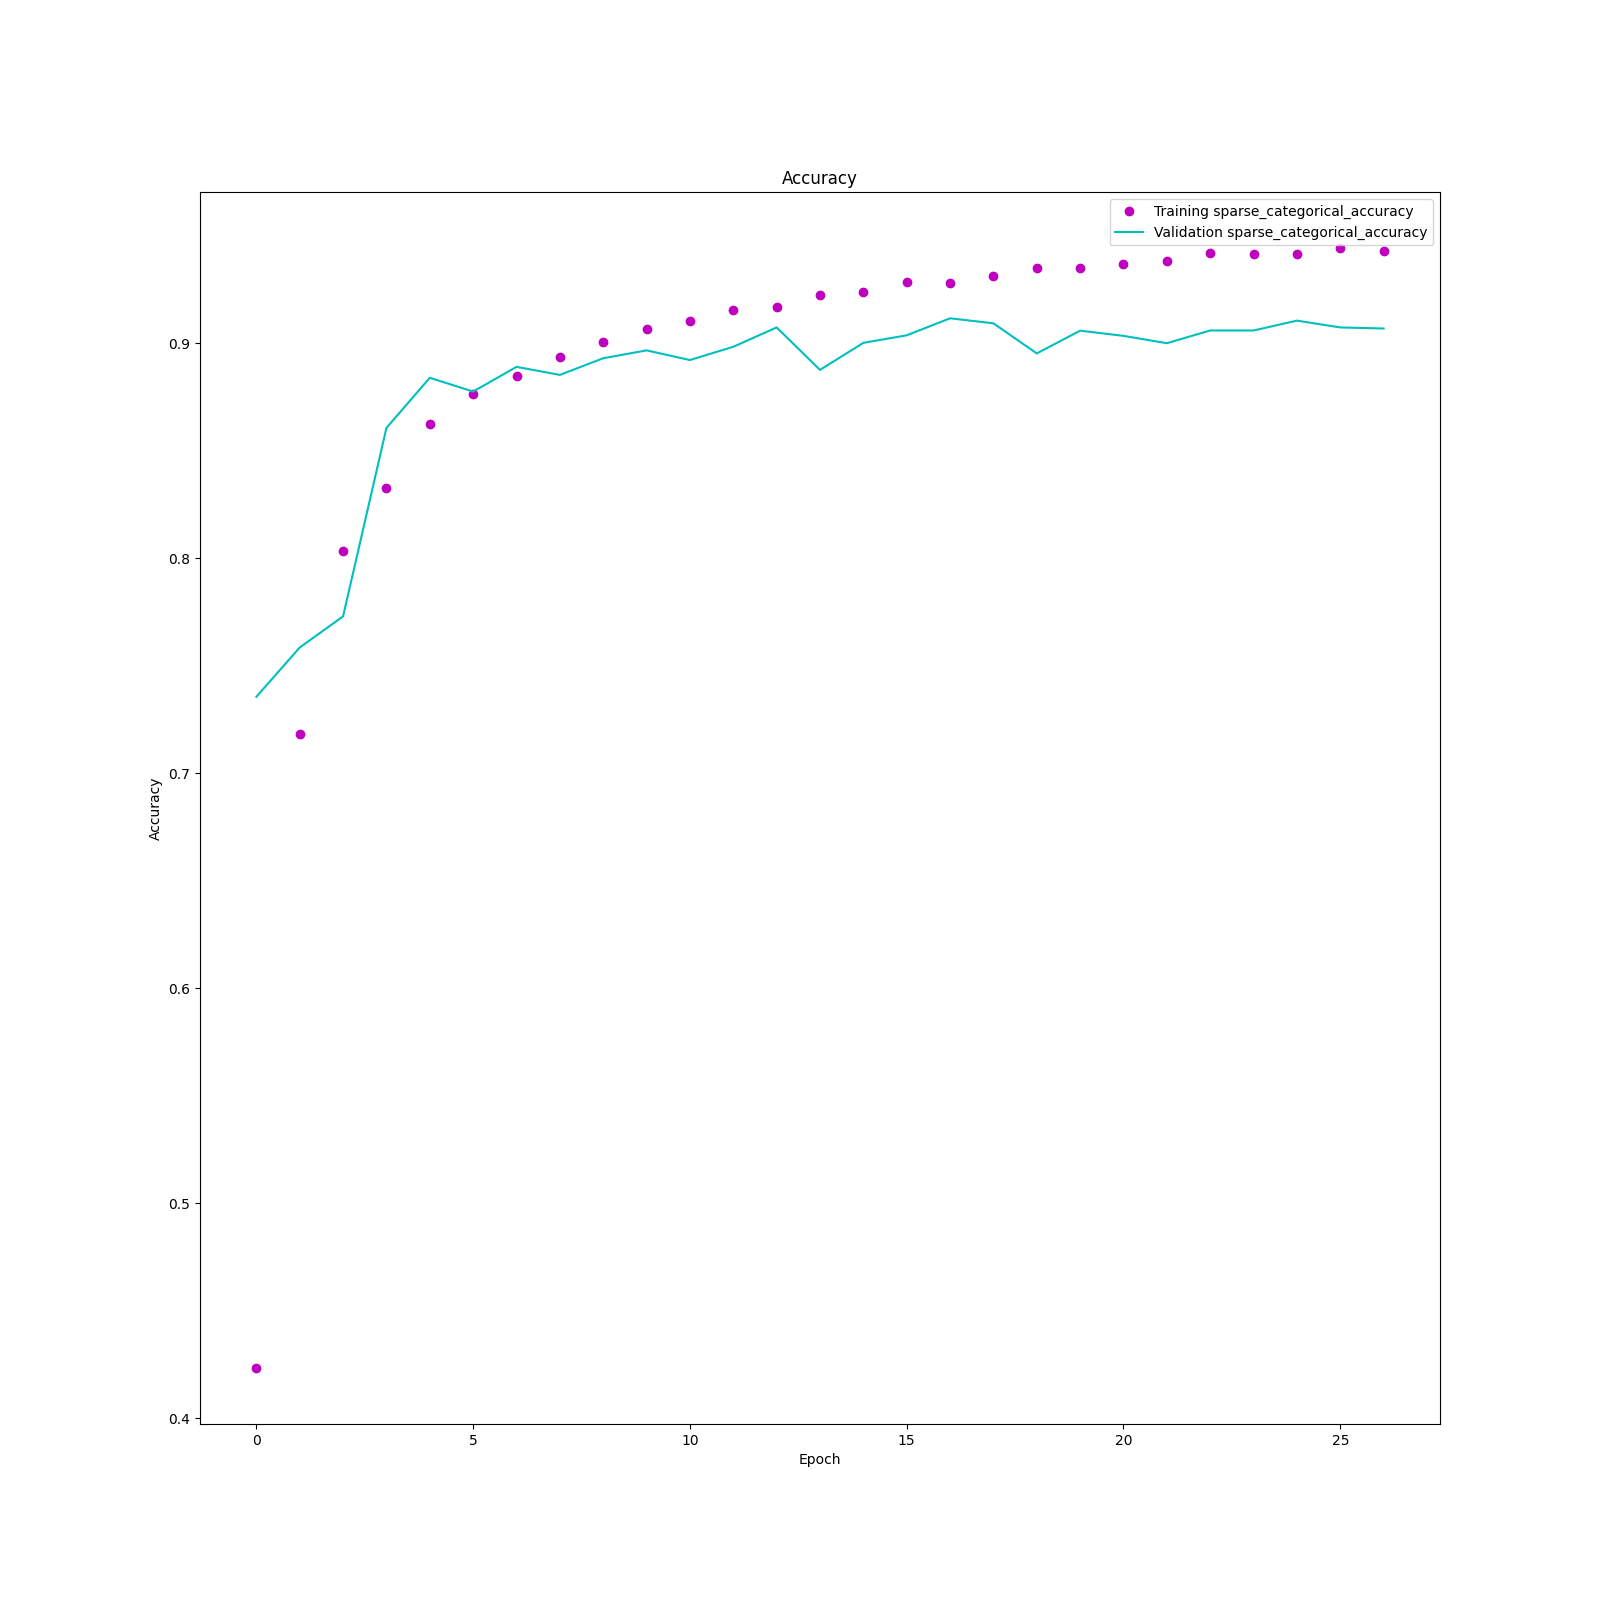 Accuracy
Training sparse_categorical_accuracy
Validation sparse_categorical_accuracy
0.9
0.8
0.7
Accuracy
0.6
0.5
0.4
0 5 10 15 20 25
Epoch